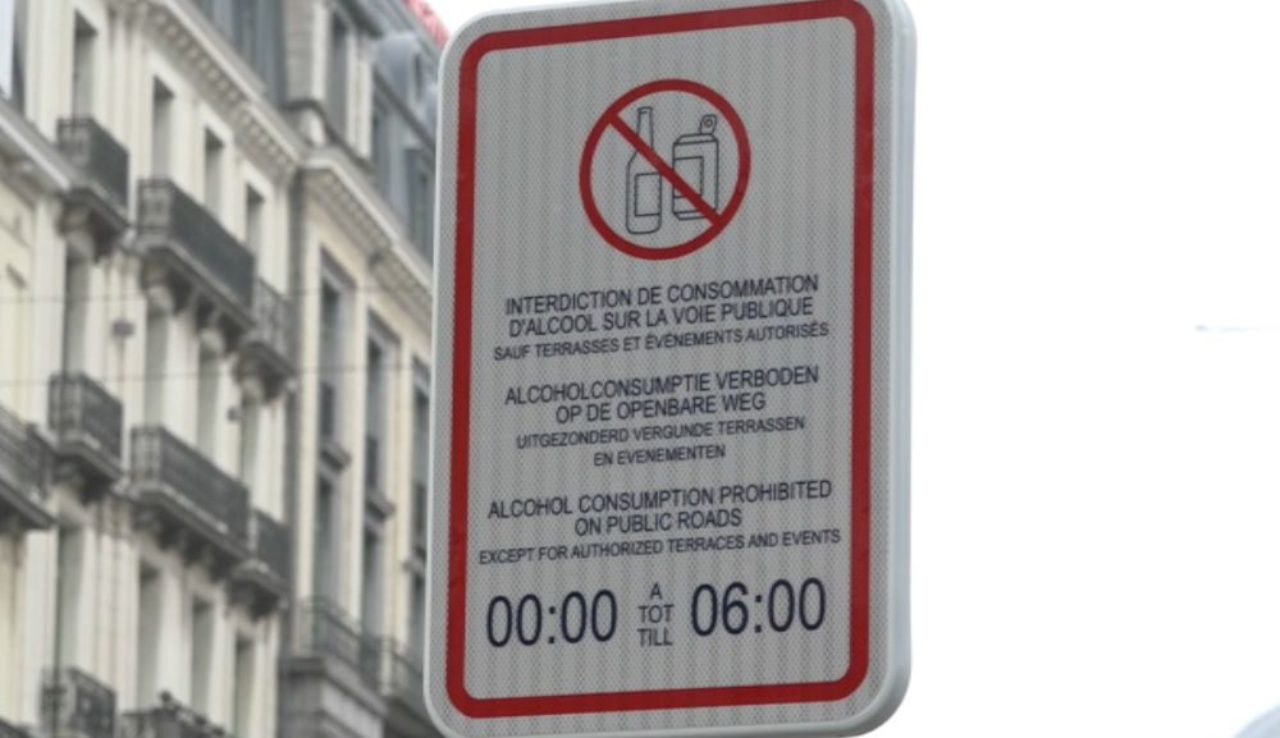 INTERDICTION DE CONSOMMATION
D'ALCOOL SUR LA VOIE PUBLIQUE
SAUF TERRASSES ET ÉVÉNEMENTS AUTORISÉS
ALCOHOLCONSUMPTIE VERBODEN
OP DE OPENBARE WEG
UITGEZONDERD VERGUNDE TERRASSEN
EN EVENEMENTEN
ALCOHOL CONSUMPTION PROHIBITED
ON PUBLIC ROADS
EXCEPT FOR AUTHORIZED TERRACES AND EVENTS
00:00 A TOT TILL 06:00